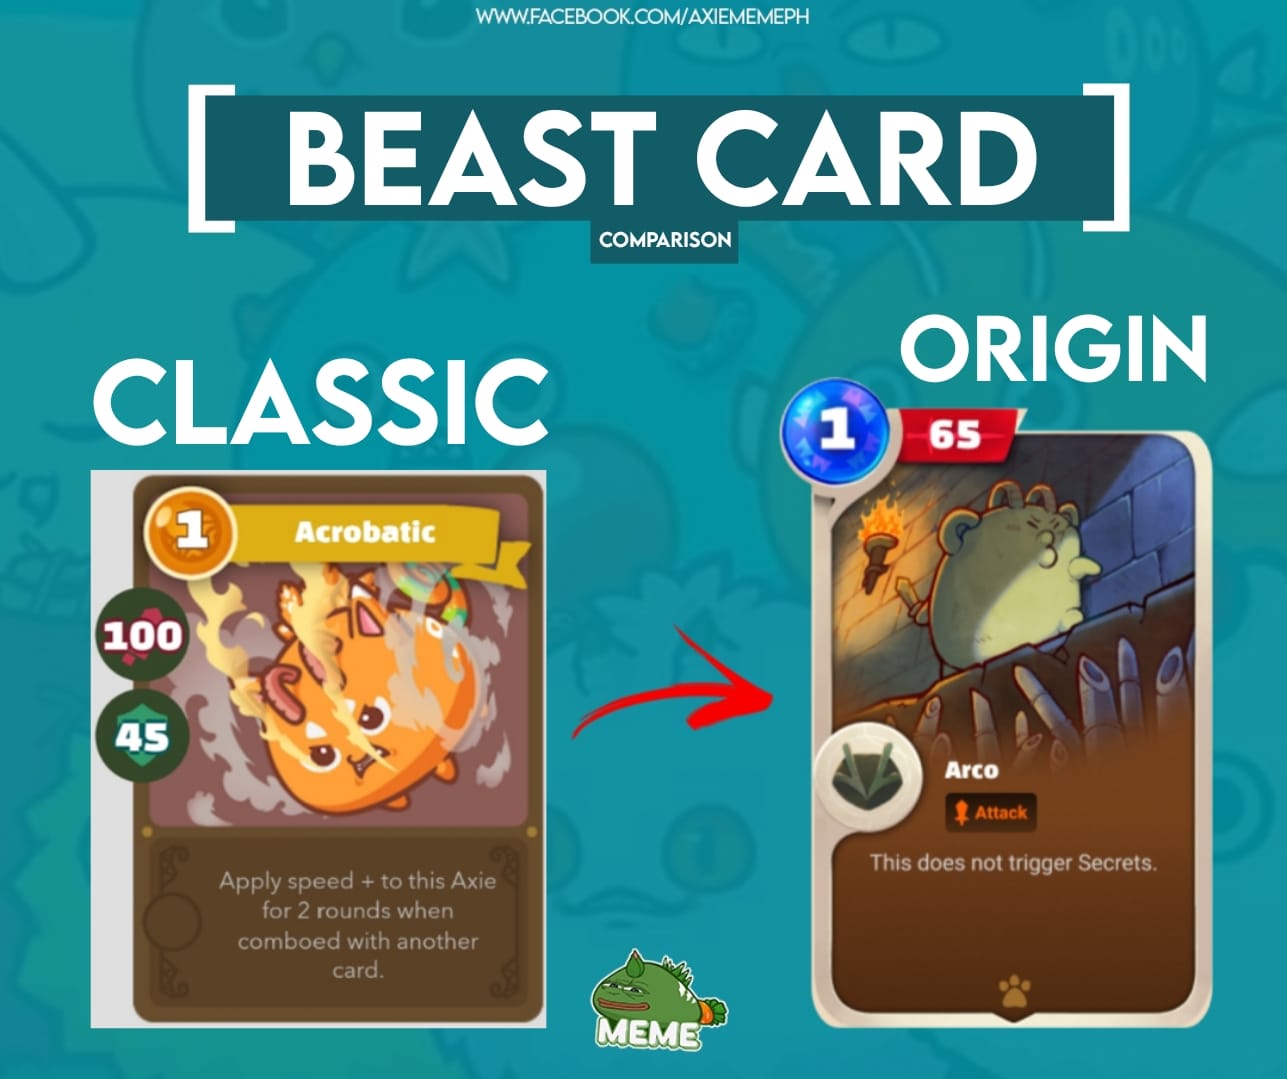 WWW.FACEBOOK.COM/AXIEMEMEPH
BEAST CARD
COMPARISON
CLASSIC
1
Acrobatic
100
45
Apply speed + to this Axie
for 2 rounds when
comboed with another
card.
ORIGIN
1
65
Arco
Attack
This does not trigger Secrets.
MEME